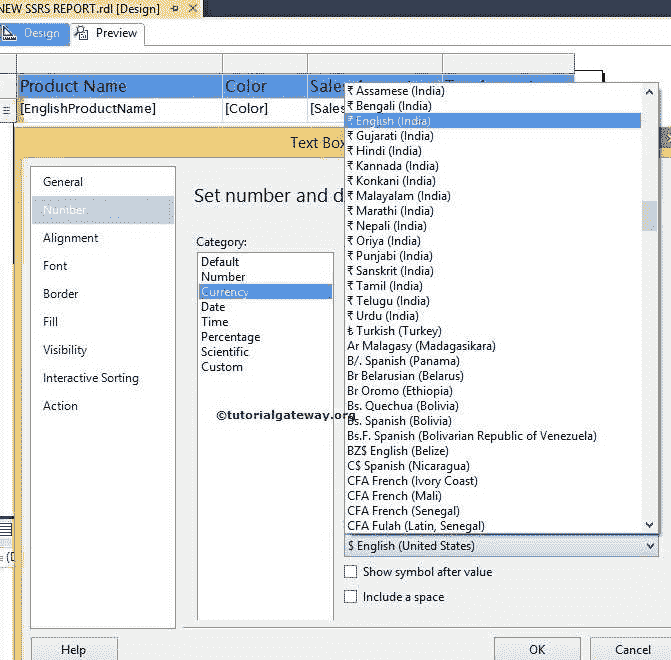 NEW SSRS REPORT.rdl [Design]
Design Preview
Product Name Color
[EnglishProductName] [Color] [Sales
Text Box
General
Number
Alignment
Font
Border
Fill
Visibility
Interactive Sorting
Action
Set number and d
Category:
Default
Number
Currency
Date
Time
Percentage
Scientific
Custom
©tutorialgateway.org
₹ Assamese (India)
₹ Bengali (India)
₹ English (India)
₹ Gujarati (India)
₹ Hindi (India)
₹ Kannada (India)
₹ Konkani (India)
₹ Malayalam (India)
₹ Marathi (India)
₹ Nepali (India)
₹ Oriya (India)
₹ Punjabi (India)
₹ Sanskrit (India)
₹ Tamil (India)
₹ Telugu (India)
₹ Urdu (India)
₺ Turkish (Turkey)
Ar Malagasy (Madagasikara)
B/. Spanish (Panama)
Br Belarusian (Belarus)
Br Oromo (Ethiopia)
Bs. Quechua (Bolivia)
Bs. Spanish (Bolivia)
Bs.F. Spanish (Bolivarian Republic of Venezuela)
BZ$ English (Belize)
C$ Spanish (Nicaragua)
CFA French (Ivory Coast)
CFA French (Mali)
CFA French (Senegal)
CFA Fulah (Latin, Senegal)
$ English (United States)
Show symbol after value
Include a space
Help OK Cancel